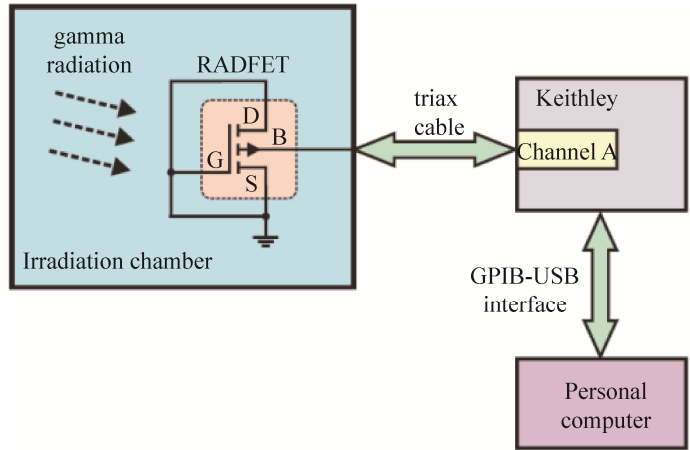 gamma
radiation
RADFET
D
B
G
S
Irradiation chamber
triax
cable
Keithley
Channel A
GPIB-USB
interface
Personal
computer